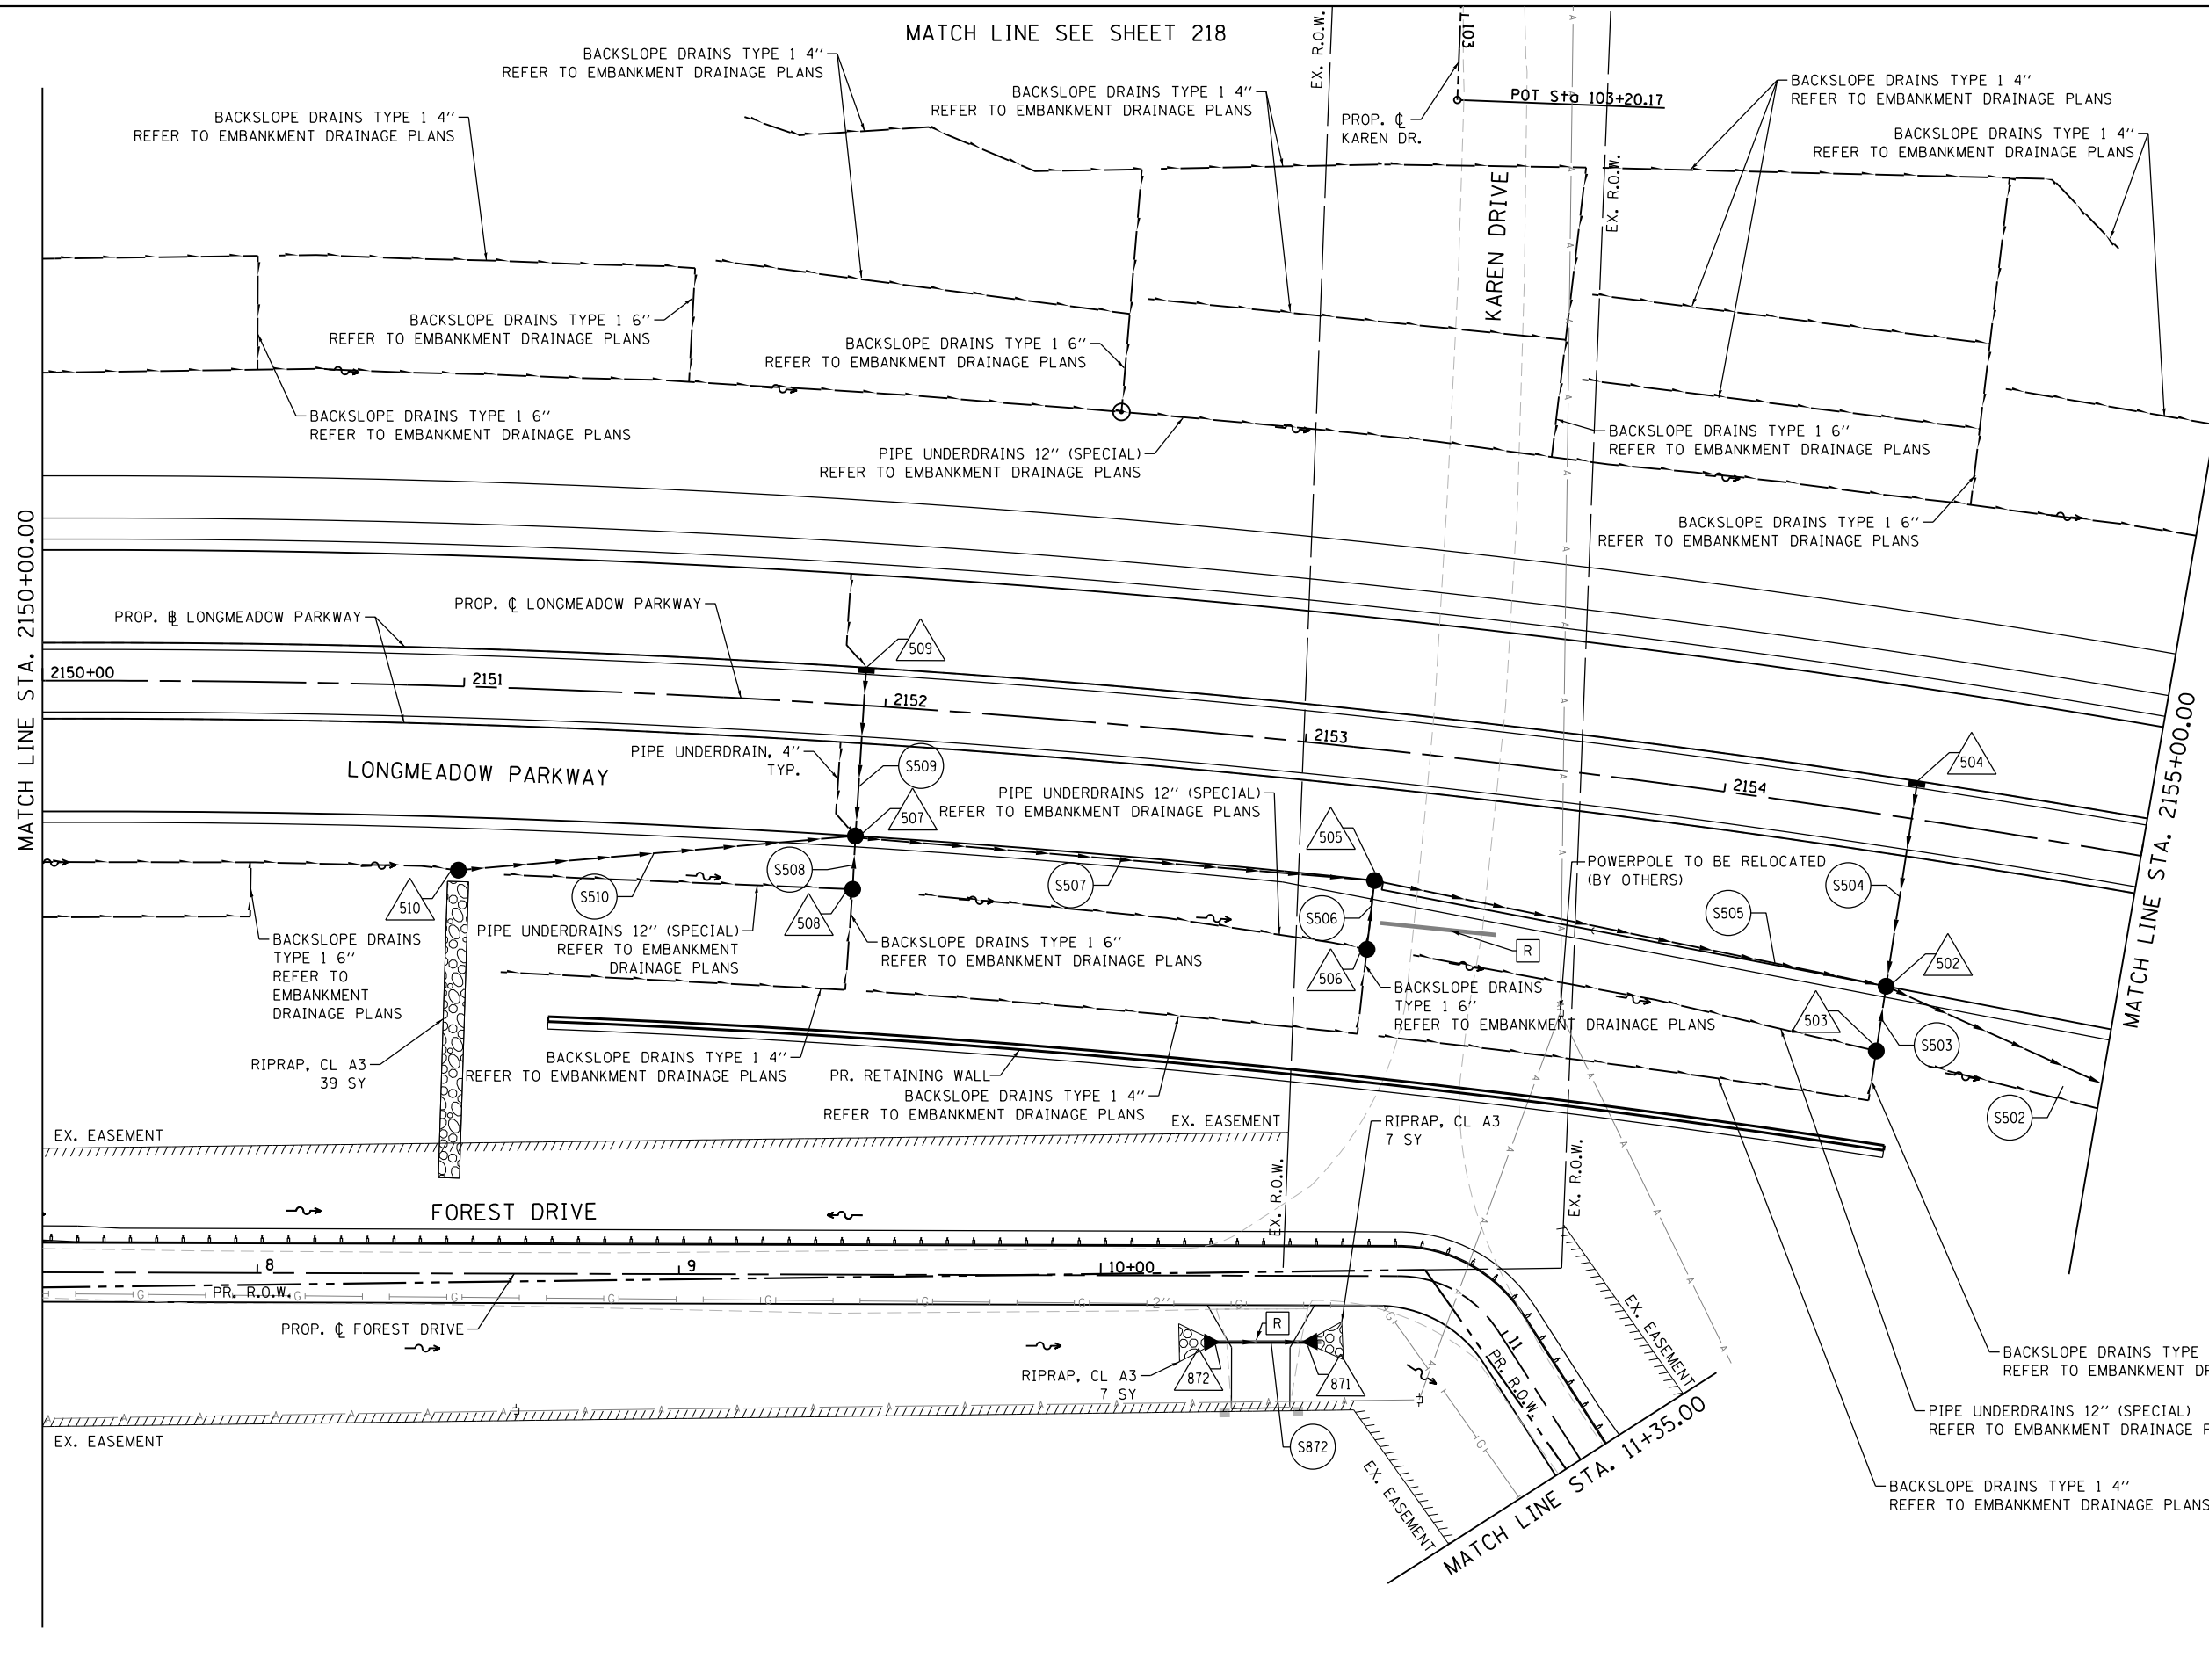 MATCH LINE SEE SHEET 218
BACKSLOPE DRAINS TYPE 1 4''
REFER TO EMBANKMENT DRAINAGE PLANS
BACKSLOPE DRAINS TYPE 1 4''
REFER TO EMBANKMENT DRAINAGE PLANS
BACKSLOPE DRAINS TYPE 1 4''
REFER TO EMBANKMENT DRAINAGE PLANS
EX. R.O.W.
103
POT Sta 103+20.17
PROP. ℄
KAREN DR.
BACKSLOPE DRAINS TYPE 1 4''
REFER TO EMBANKMENT DRAINAGE PLANS
BACKSLOPE DRAINS TYPE 1 4''
REFER TO EMBANKMENT DRAINAGE PLANS
EX. R.O.W.
KAREN DRIVE
BACKSLOPE DRAINS TYPE 1 6''
REFER TO EMBANKMENT DRAINAGE PLANS
BACKSLOPE DRAINS TYPE 1 6''
REFER TO EMBANKMENT DRAINAGE PLANS
BACKSLOPE DRAINS TYPE 1 6''
REFER TO EMBANKMENT DRAINAGE PLANS
PIPE UNDERDRAINS 12'' (SPECIAL)
REFER TO EMBANKMENT DRAINAGE PLANS
BACKSLOPE DRAINS TYPE 1 6''
REFER TO EMBANKMENT DRAINAGE PLANS
BACKSLOPE DRAINS TYPE 1 6''
REFER TO EMBANKMENT DRAINAGE PLANS
MATCH LINE STA. 2150+00.00
PROP. ℄ LONGMEADOW PARKWAY
PROP. BL LONGMEADOW PARKWAY
509
2150+00
2151
2152
2153
2154
504
MATCH LINE STA. 2155+00.00
LONGMEADOW PARKWAY
PIPE UNDERDRAIN, 4''
TYP.
S509
507
PIPE UNDERDRAINS 12'' (SPECIAL)
REFER TO EMBANKMENT DRAINAGE PLANS
505
POWERPOLE TO BE RELOCATED
(BY OTHERS)
S504
S508
S510
S507
S506
S505
510
508
506
R
502
503
S503
S502
BACKSLOPE DRAINS
TYPE 1 6''
REFER TO
EMBANKMENT
DRAINAGE PLANS
PIPE UNDERDRAINS 12'' (SPECIAL)
REFER TO EMBANKMENT
DRAINAGE PLANS
BACKSLOPE DRAINS TYPE 1 6''
REFER TO EMBANKMENT DRAINAGE PLANS
BACKSLOPE DRAINS
TYPE 1 6''
REFER TO EMBANKMENT DRAINAGE PLANS
RIPRAP, CL A3
39 SY
BACKSLOPE DRAINS TYPE 1 4''
REFER TO EMBANKMENT DRAINAGE PLANS
PR. RETAINING WALL
BACKSLOPE DRAINS TYPE 1 4''
REFER TO EMBANKMENT DRAINAGE PLANS
EX. EASEMENT
EX. EASEMENT
RIPRAP, CL A3
7 SY
EX. R.O.W.
EX. R.O.W.
FOREST DRIVE
8
9
10+00
11
PR. R.O.W.
G G G G G G G 2'' G G G
PROP. ℄ FOREST DRIVE
R
RIPRAP, CL A3
7 SY
872
871
PR. R.O.W.
EX. EASEMENT
EX. EASEMENT
EX. EASEMENT
S872
MATCH LINE STA. 11+35.00
BACKSLOPE DRAINS TYPE
REFER TO EMBANKMENT DR
PIPE UNDERDRAINS 12'' (SPECIAL)
REFER TO EMBANKMENT DRAINAGE P
BACKSLOPE DRAINS TYPE 1 4''
REFER TO EMBANKMENT DRAINAGE PLANS